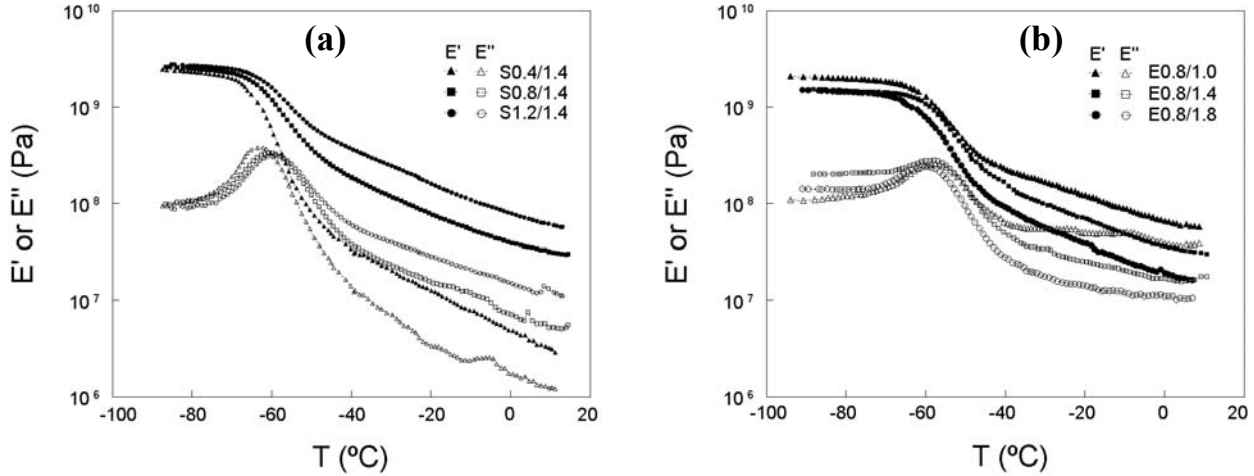 (a)
E' E"
S0.4/1.4
S0.8/1.4
S1.2/1.4
E' or E" (Pa)
10^10
10^9
10^8
10^7
10^6
-100 -80 -60 -40 -20 0 20
T (ºC)
(b)
E' E"
E0.8/1.0
E0.8/1.4
E0.8/1.8
E' or E" (Pa)
10^10
10^9
10^8
10^7
10^6
-100 -80 -60 -40 -20 0 20
T (ºC)